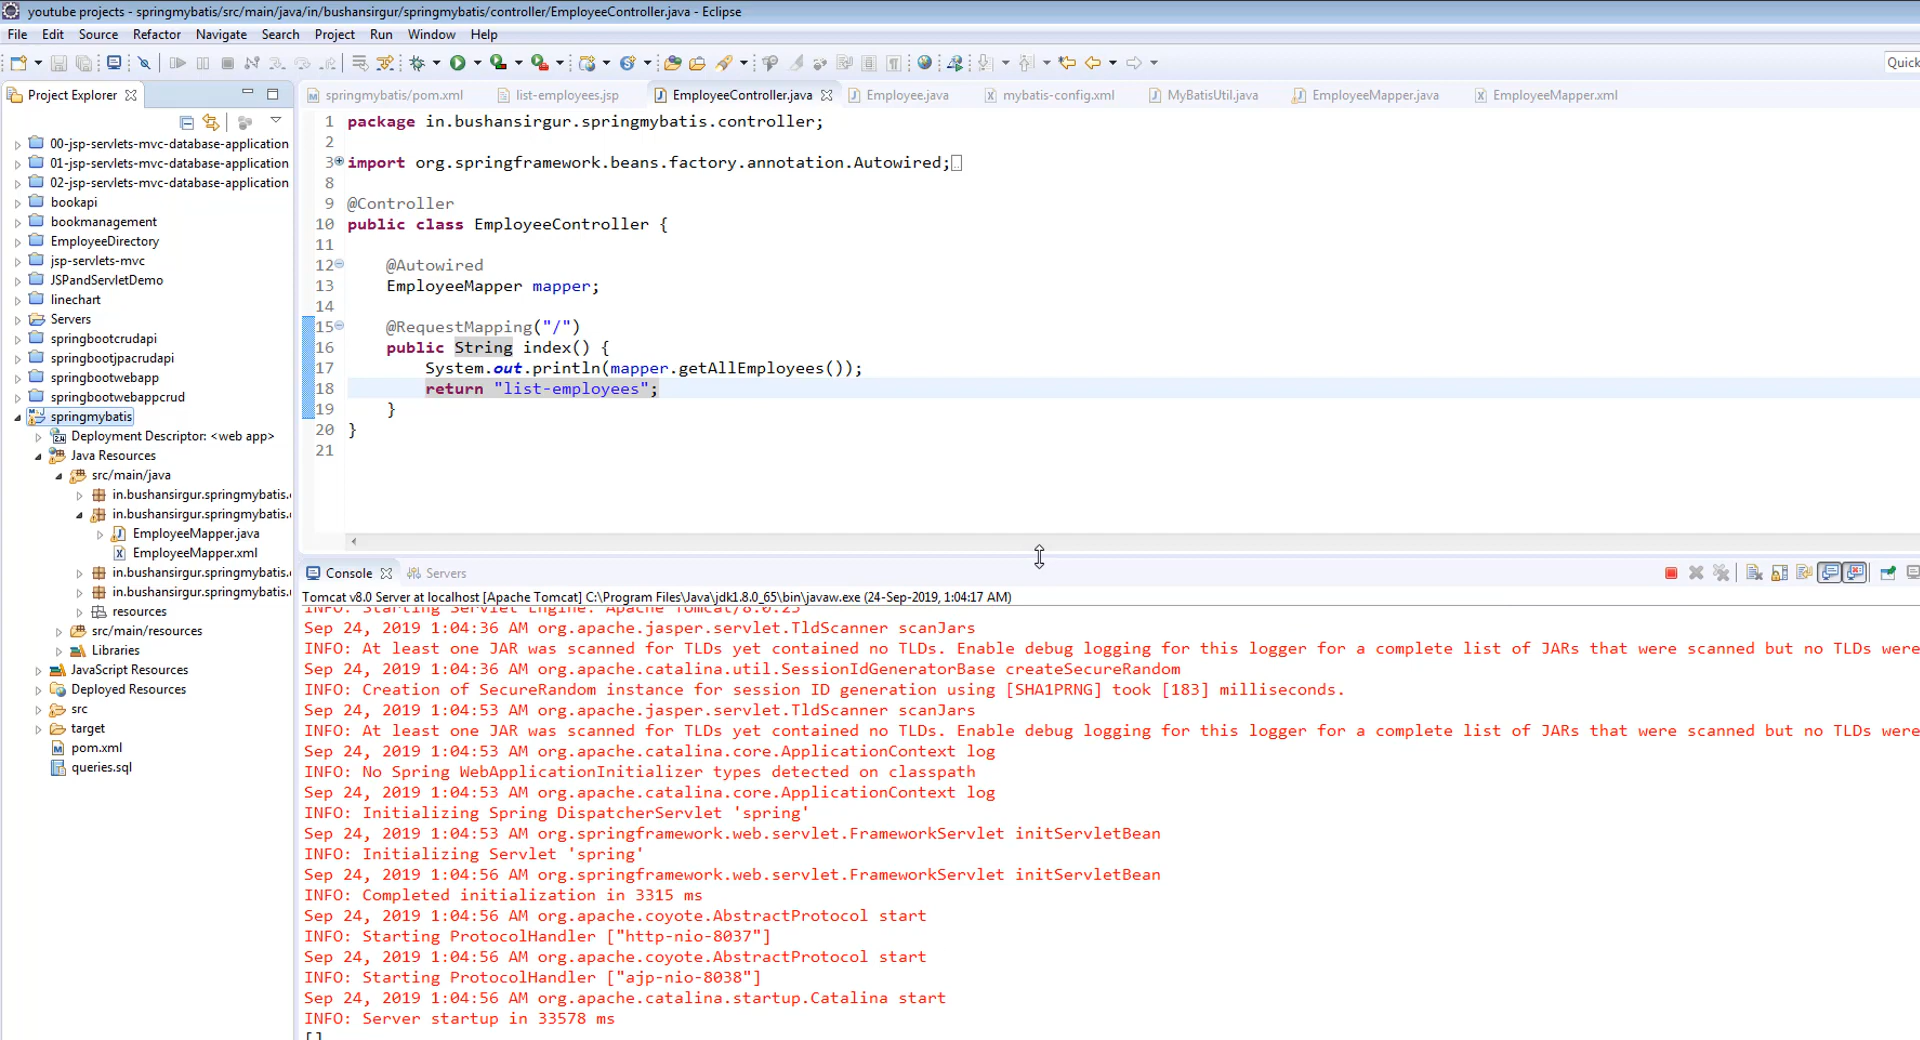 youtube projects - springmybatis/src/main/java/in/bushansirgur/springmybatis/controller/EmployeeController.java - Eclipse
File Edit Source Refactor Navigate Search Project Run Window Help
Quick
Project Explorer
springmybatis/pom.xml list-employees.jsp EmployeeController.java Employee.java mybatis-config.xml MyBatisUtil.java EmployeeMapper.java EmployeeMapper.xml
00-jsp-servlets-mvc-database-application
01-jsp-servlets-mvc-database-application
02-jsp-servlets-mvc-database-application
bookapi
bookmanagement
EmployeeDirectory
jsp-servlets-mvc
JSPandServletDemo
linechart
Servers
springbootcrudapi
springbootjpacrudapi
springbootwebapp
springbootwebappcrud
springmybatis
Deployment Descriptor: <web app>
Java Resources
src/main/java
in.bushansirgur.springmybatis.
in.bushansirgur.springmybatis.
EmployeeMapper.java
EmployeeMapper.xml
in.bushansirgur.springmybatis.
in.bushansirgur.springmybatis.
resources
src/main/resources
Libraries
JavaScript Resources
Deployed Resources
src
target
pom.xml
queries.sql
1 package in.bushansirgur.springmybatis.controller;
2
3 import org.springframework.beans.factory.annotation.Autowired;
8
9 @Controller
10 public class EmployeeController {
11
12 @Autowired
13 EmployeeMapper mapper;
14
15 @RequestMapping("/")
16 public String index() {
17 System.out.println(mapper.getAllEmployees());
18 return "list-employees";
19 }
20 }
21
Console Servers
Tomcat v8.0 Server at localhost [Apache Tomcat] C:\Program Files\Java\jdk1.8.0_65\bin\javaw.exe (24-Sep-2019, 1:04:17 AM)
INFO: Starting Servlet Engine: Apache Tomcat/8.0.25
Sep 24, 2019 1:04:36 AM org.apache.jasper.servlet.TldScanner scanJars
INFO: At least one JAR was scanned for TLDs yet contained no TLDs. Enable debug logging for this logger for a complete list of JARs that were scanned but no TLDs were
Sep 24, 2019 1:04:36 AM org.apache.catalina.util.SessionIdGeneratorBase createSecureRandom
INFO: Creation of SecureRandom instance for session ID generation using [SHA1PRNG] took [183] milliseconds.
Sep 24, 2019 1:04:53 AM org.apache.jasper.servlet.TldScanner scanJars
INFO: At least one JAR was scanned for TLDs yet contained no TLDs. Enable debug logging for this logger for a complete list of JARs that were scanned but no TLDs were
Sep 24, 2019 1:04:53 AM org.apache.catalina.core.ApplicationContext log
INFO: No Spring WebApplicationInitializer types detected on classpath
Sep 24, 2019 1:04:53 AM org.apache.catalina.core.ApplicationContext log
INFO: Initializing Spring DispatcherServlet 'spring'
Sep 24, 2019 1:04:53 AM org.springframework.web.servlet.FrameworkServlet initServletBean
INFO: Initializing Servlet 'spring'
Sep 24, 2019 1:04:56 AM org.springframework.web.servlet.FrameworkServlet initServletBean
INFO: Completed initialization in 3315 ms
Sep 24, 2019 1:04:56 AM org.apache.coyote.AbstractProtocol start
INFO: Starting ProtocolHandler ["http-nio-8037"]
Sep 24, 2019 1:04:56 AM org.apache.coyote.AbstractProtocol start
INFO: Starting ProtocolHandler ["ajp-nio-8038"]
Sep 24, 2019 1:04:56 AM org.apache.catalina.startup.Catalina start
INFO: Server startup in 33578 ms
[]